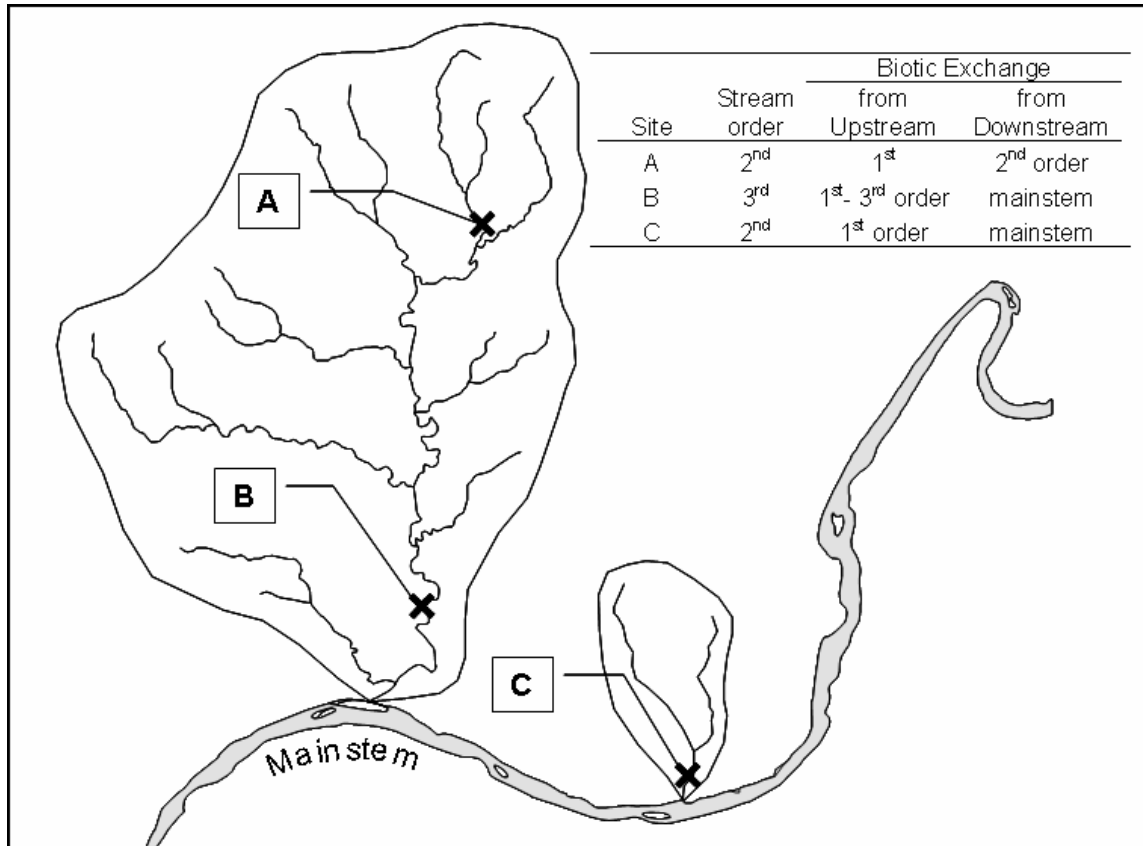 Biotic Exchange
Stream from from
Site order Upstream Downstream
A 2nd 1st 2nd order
B 3rd 1st- 3rd order mainstem
C 2nd 1st order mainstem
A
B
C
Mainstem